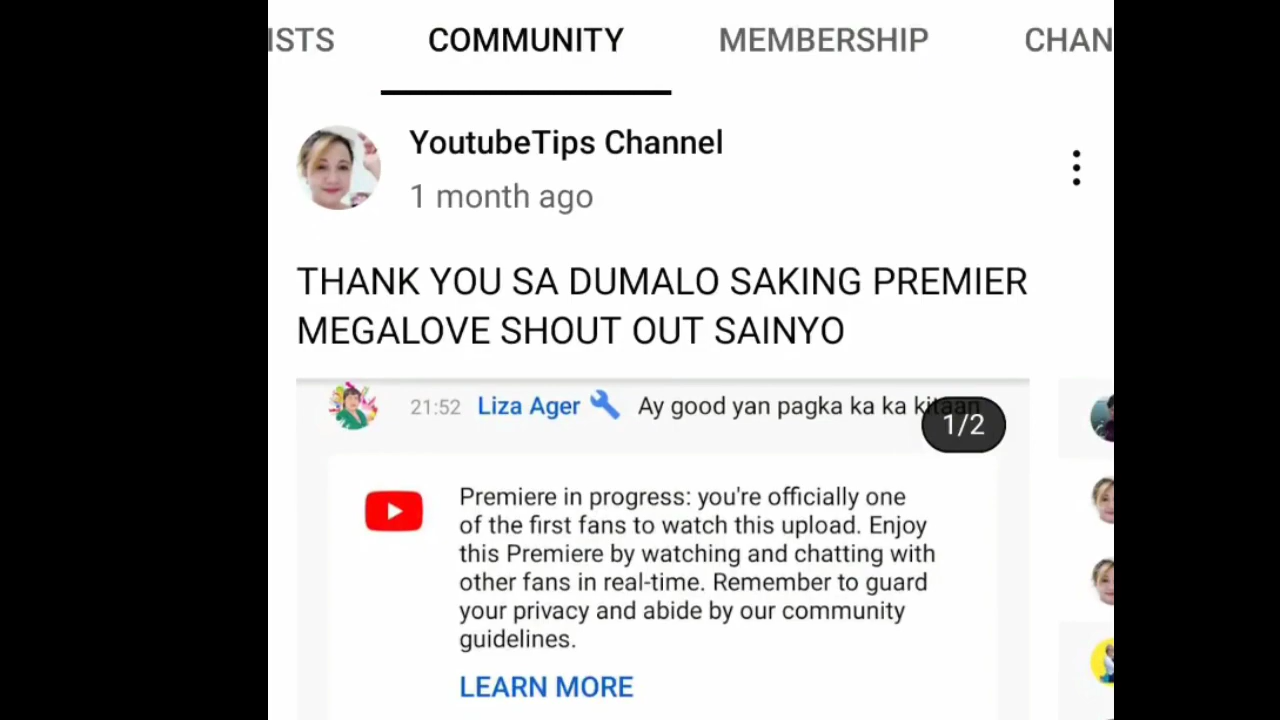 ISTS COMMUNITY MEMBERSHIP CHAN
YoutubeTips Channel
1 month ago
THANK YOU SA DUMALO SAKING PREMIER
MEGALOVE SHOUT OUT SAINYO
21:52 Liza Ager Ay good yan pagka ka ka kitaan
1/2
Premiere in progress: you're officially one
of the first fans to watch this upload. Enjoy
this Premiere by watching and chatting with
other fans in real-time. Remember to guard
your privacy and abide by our community
guidelines.
LEARN MORE